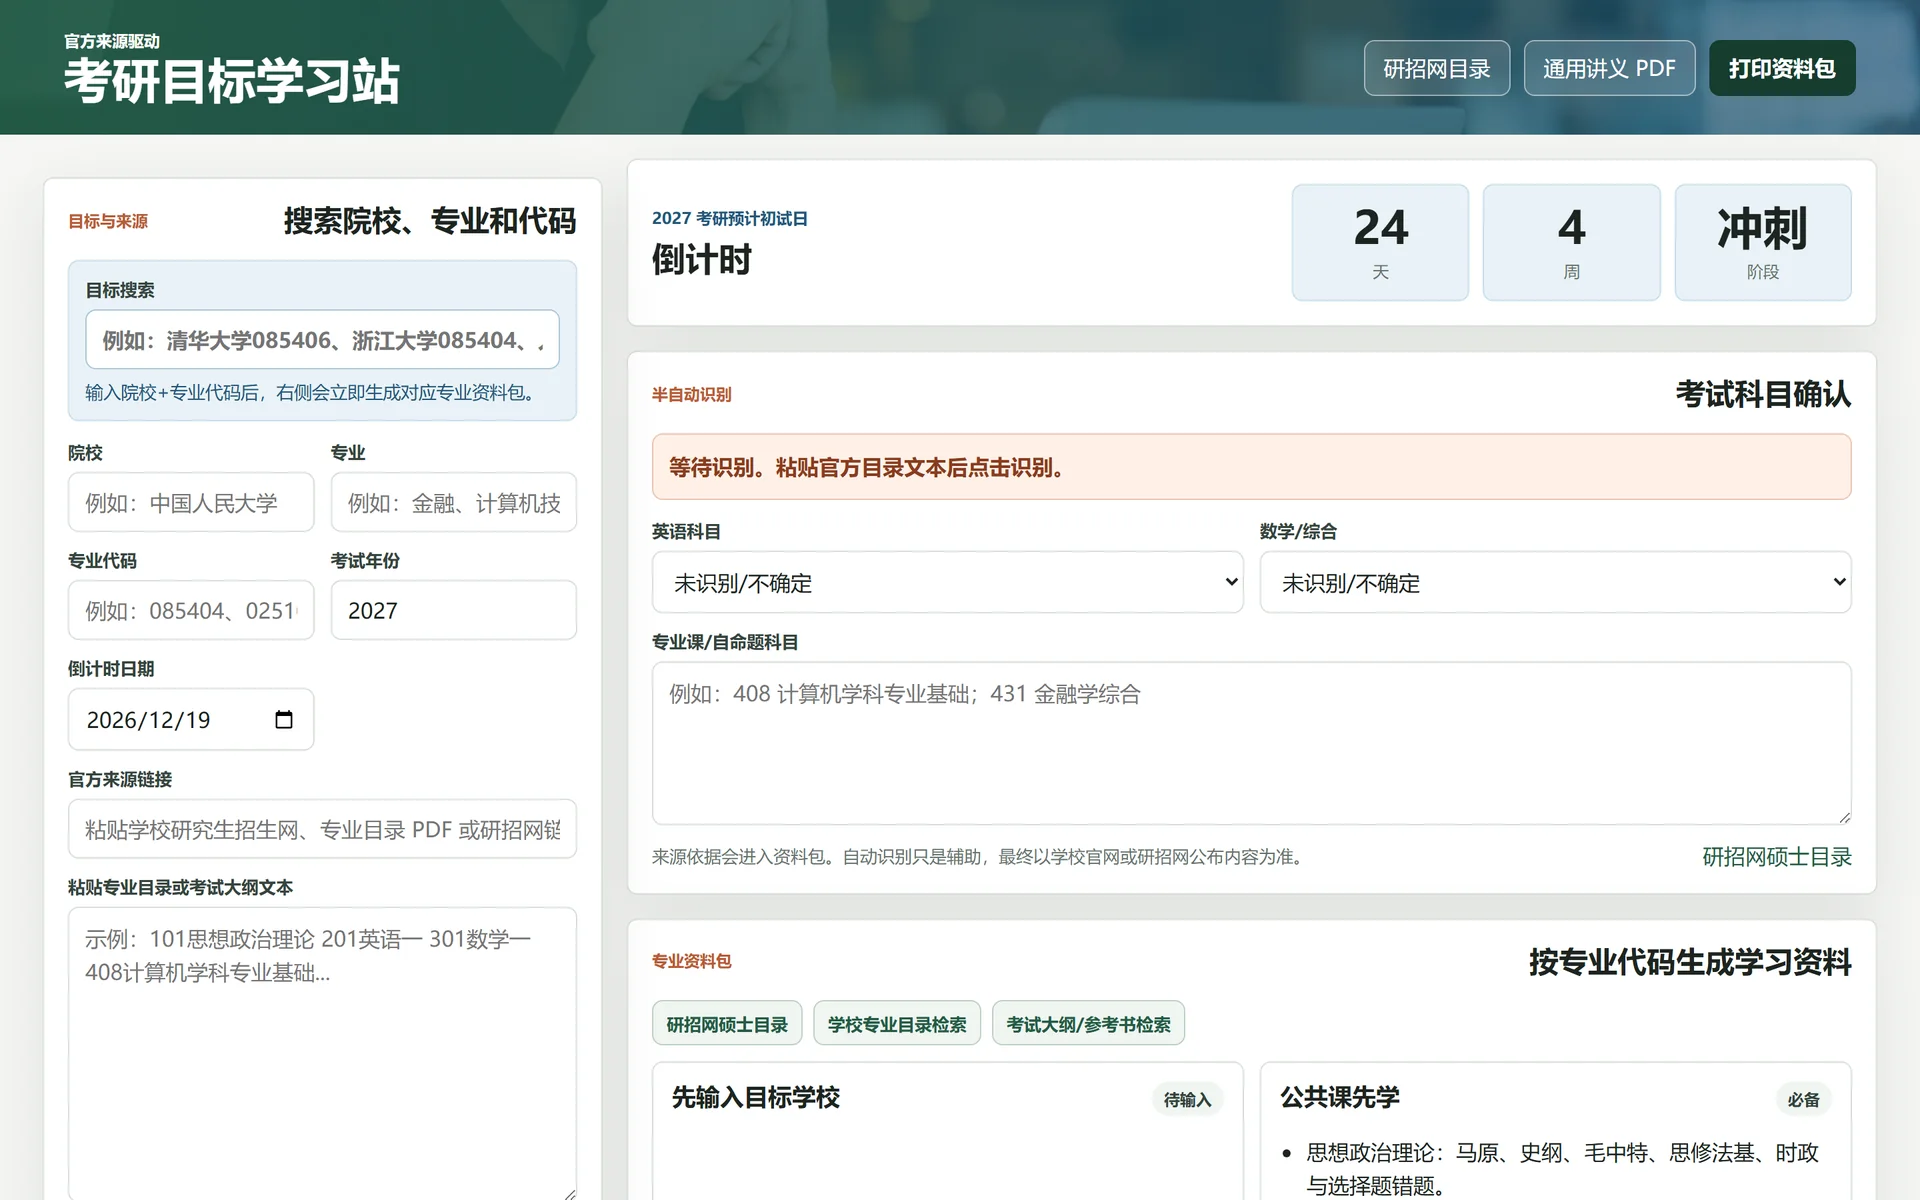 官方来源驱动
考研目标学习站
研招网目录
通用讲义 PDF
打印资料包
目标与来源
搜索院校、专业和代码
目标搜索
例如：清华大学085406、浙江大学085404、
输入院校+专业代码后，右侧会立即生成对应专业资料包。
院校
专业
例如：中国人民大学
例如：金融、计算机技
专业代码
考试年份
例如：085404、0251
2027
倒计时日期
2026/12/19
官方来源链接
粘贴学校研究生招生网、专业目录 PDF 或研招网链
粘贴专业目录或考试大纲文本
示例：101思想政治理论 201英语一 301数学一
408计算机学科专业基础...
2027 考研预计初试日
倒计时
24
天
4
周
冲刺
阶段
半自动识别
考试科目确认
等待识别。粘贴官方目录文本后点击识别。
英语科目
数学/综合
未识别/不确定
未识别/不确定
专业课/自命题科目
例如：408 计算机学科专业基础；431 金融学综合
来源依据会进入资料包。自动识别只是辅助，最终以学校官网或研招网公布内容为准。
研招网硕士目录
专业资料包
按专业代码生成学习资料
研招网硕士目录
学校专业目录检索
考试大纲/参考书检索
先输入目标学校
待输入
公共课先学
必备
思想政治理论：马原、史纲、毛中特、思修法基、时政
与选择题错题。